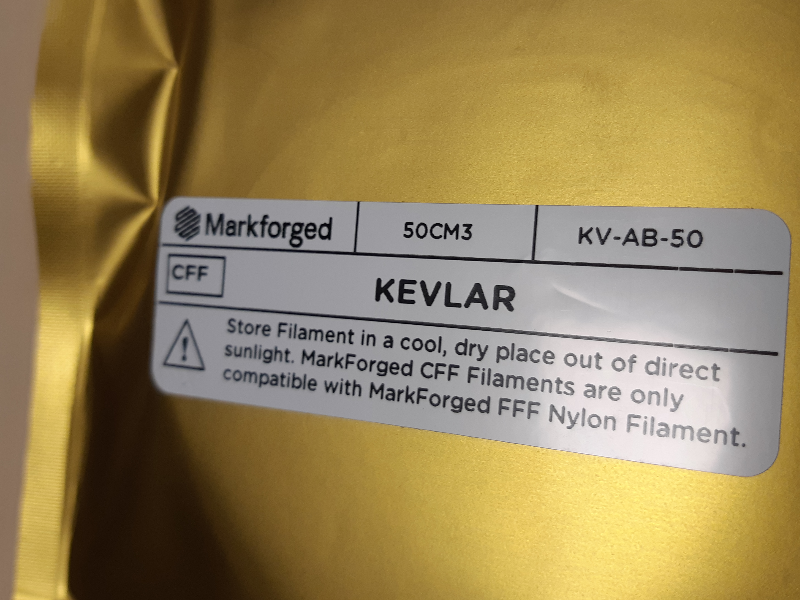 Markforged 50CM3 KV-AB-50
CFF
KEVLAR
Store Filament in a cool, dry place out of direct
sunlight. MarkForged CFF Filaments are only
compatible with MarkForged FFF Nylon Filament.